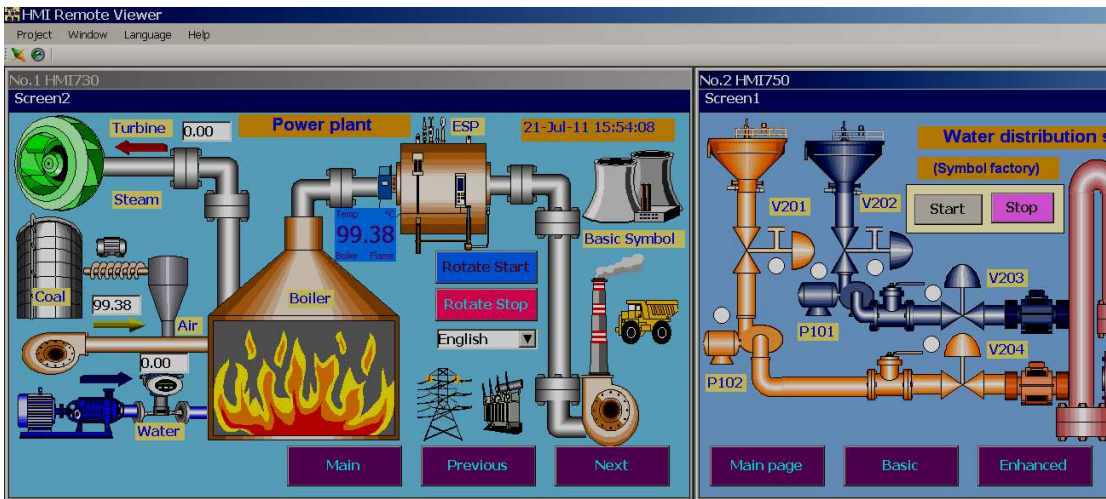 HMI Remote Viewer
Project Window Language Help
No.1 HMI730
Screen2
Turbine 0.00
Power plant
ESP
21-Jul-11 15:54:08
Steam
Temp °C
99.38
Boiler Flame
Basic Symbol
Rotate Start
Coal
99.38
Boiler
Rotate Stop
Air
English
0.00
Water
Main Previous Next
No.2 HMI750
Screen1
Water distribution s
(Symbol factory)
V201 V202
Start Stop
V203
P101
V204
P102
Main page Basic Enhanced